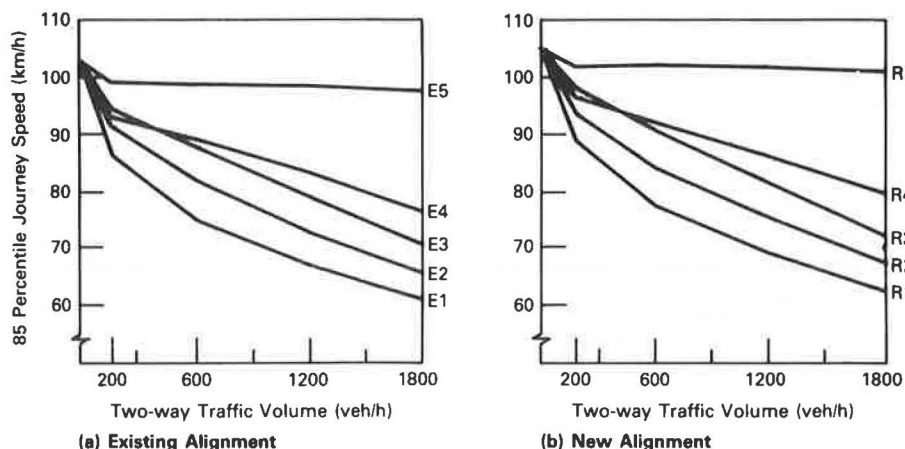 85 Percentile Journey Speed (km/h)
110
100
90
80
70
60
E5
E4
E3
E2
E1
200 600 1200 1800
Two-way Traffic Volume (veh/h)
(a) Existing Alignment
110
100
90
80
70
60
R
R4
R3
R2
R
200 600 1200 1800
Two-way Traffic Volume (veh/h)
(b) New Alignment